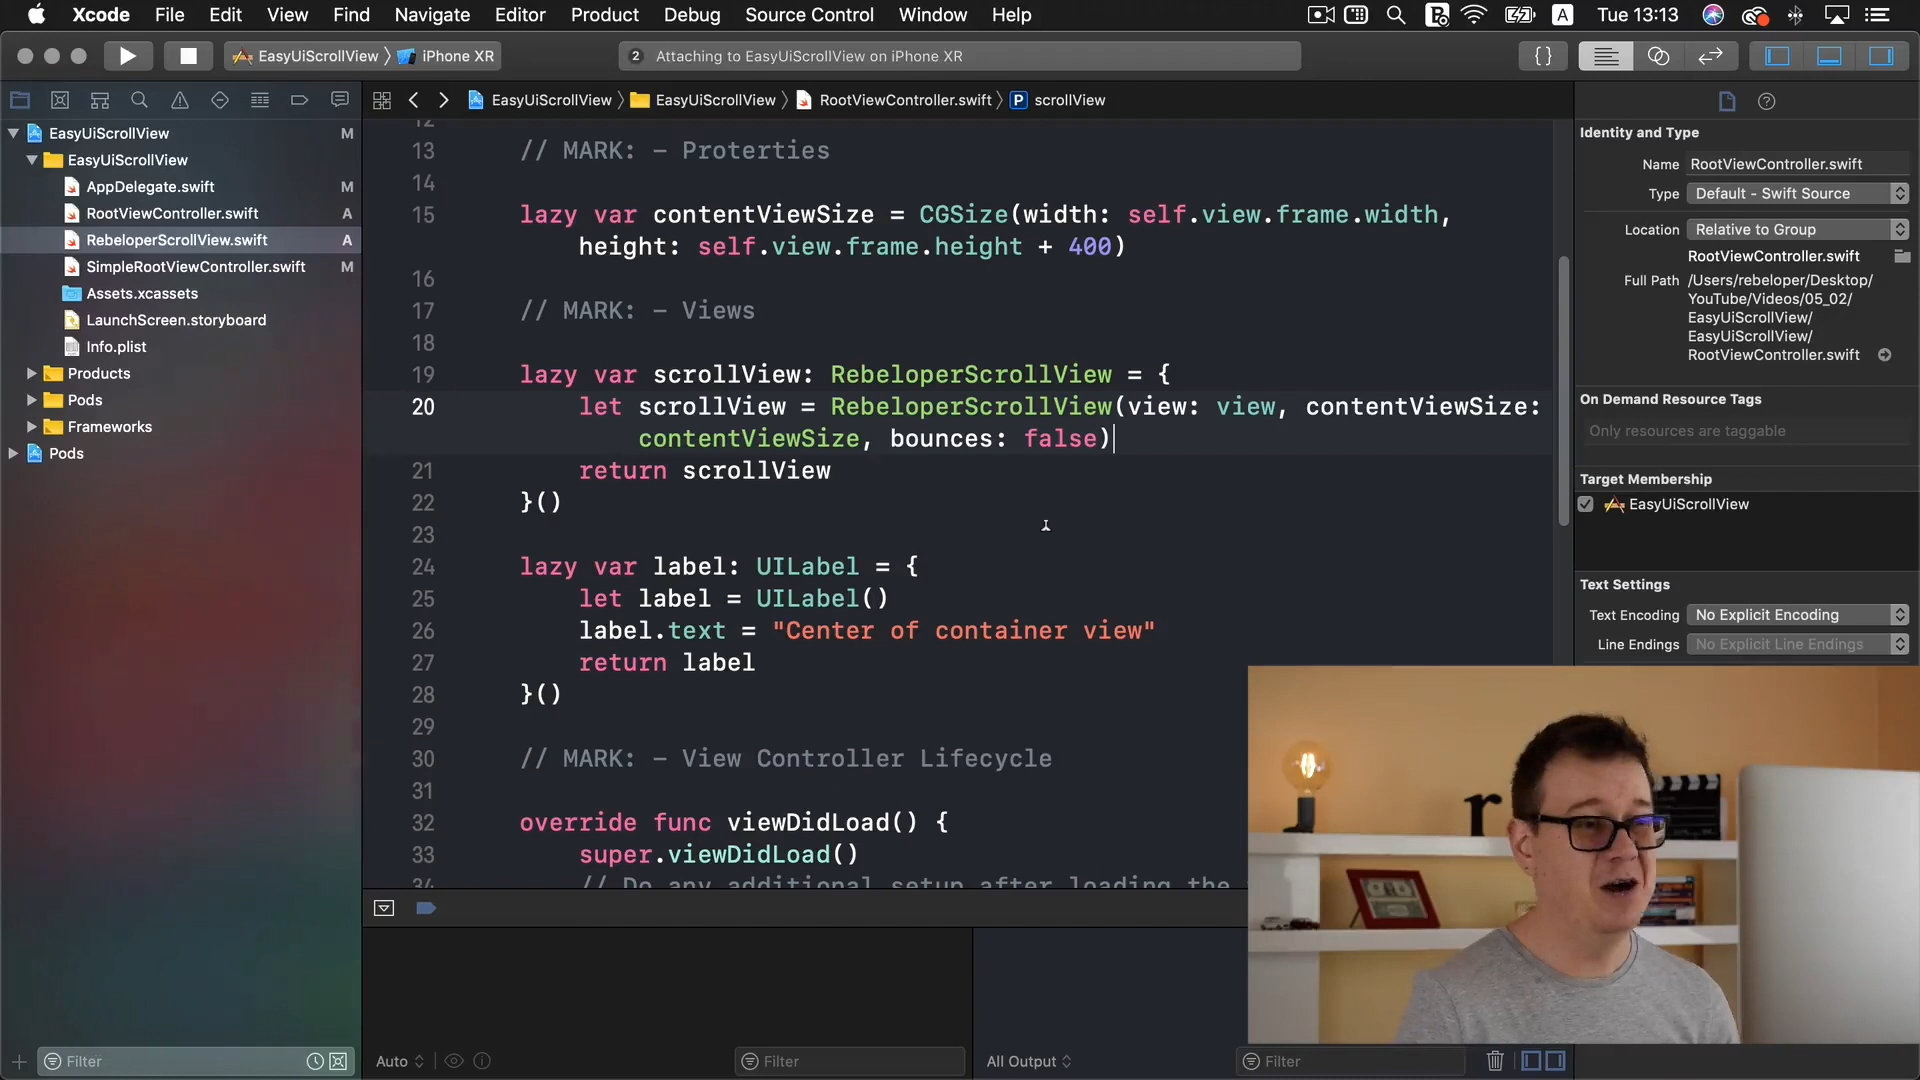 Xcode File Edit View Find Navigate Editor Product Debug Source Control Window Help
A Tue 13:13
EasyUiScrollView iPhone XR
2 Attaching to EasyUiScrollView on iPhone XR
{}
EasyUiScrollView EasyUiScrollView RootViewController.swift P scrollView
EasyUiScrollView M
EasyUiScrollView
AppDelegate.swift M
RootViewController.swift A
RebeloperScrollView.swift A
SimpleRootViewController.swift M
Assets.xcassets
LaunchScreen.storyboard
Info.plist
Products
Pods
Frameworks
Pods
Filter
12
13 // MARK: - Proterties
14
15 lazy var contentViewSize = CGSize(width: self.view.frame.width,
height: self.view.frame.height + 400)
16
17 // MARK: - Views
18
19 lazy var scrollView: RebeloperScrollView = {
20 let scrollView = RebeloperScrollView(view: view, contentViewSize:
contentViewSize, bounces: false)
21 return scrollView
22 }()
23
24 lazy var label: UILabel = {
25 let label = UILabel()
26 label.text = "Center of container view"
27 return label
28 }()
29
30 // MARK: - View Controller Lifecycle
31
32 override func viewDidLoad() {
33 super.viewDidLoad()
34 // Do any additional setup after loading the
Auto
Filter
All Output
Filter
Identity and Type
Name RootViewController.swift
Type Default - Swift Source
Location Relative to Group
RootViewController.swift
Full Path /Users/rebeloper/Desktop/
YouTube/Videos/05_02/
EasyUiScrollView/
EasyUiScrollView/
RootViewController.swift
On Demand Resource Tags
Only resources are taggable
Target Membership
EasyUiScrollView
Text Settings
Text Encoding No Explicit Encoding
Line Endings No Explicit Line Endings
r